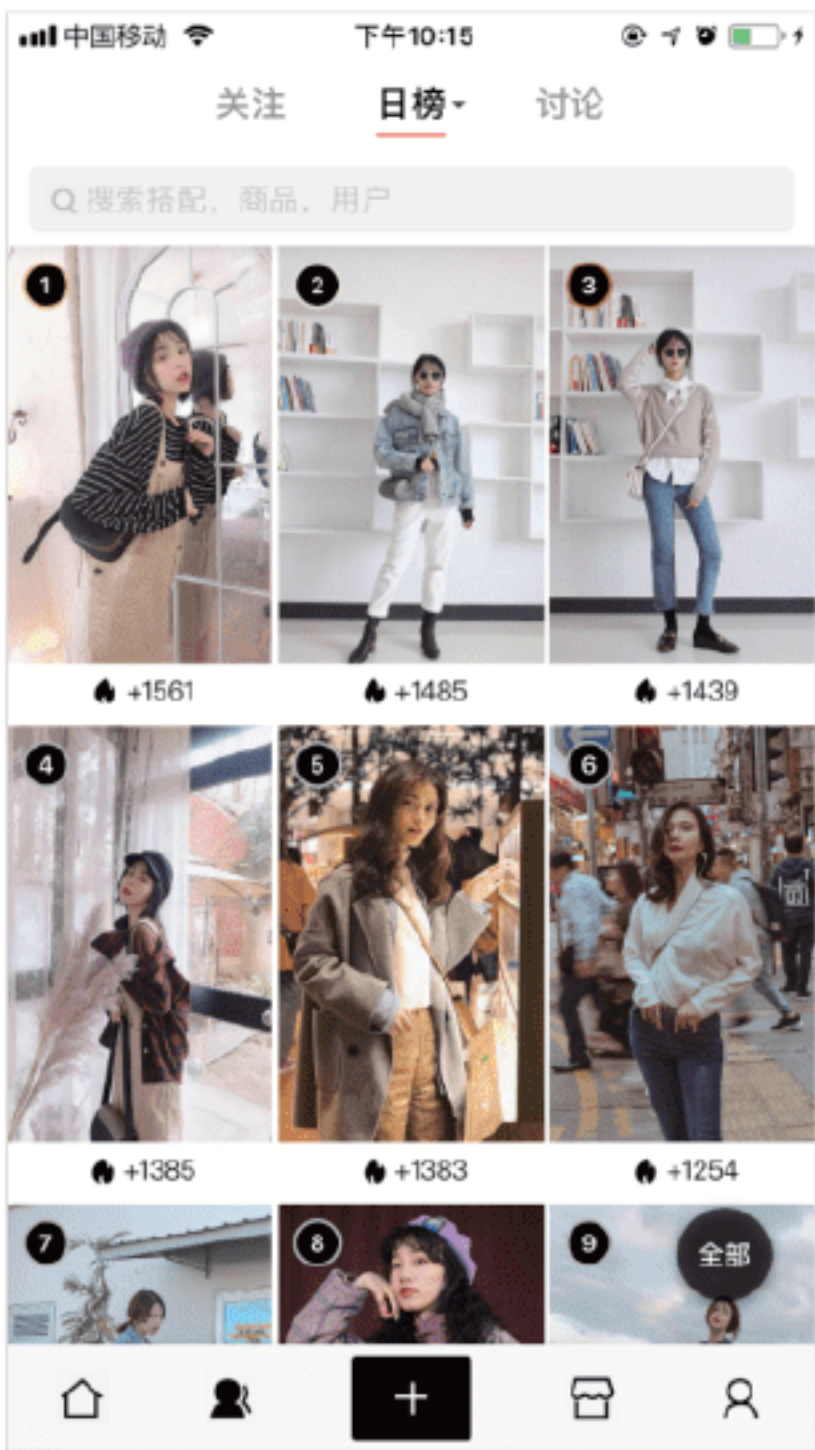 中国移动 下午10:15
关注 日榜 讨论
搜索搭配, 商品, 用户
1 2 3
+1561 +1485 +1439
4 5 6
+1385 +1383 +1254
7 8 9
全部